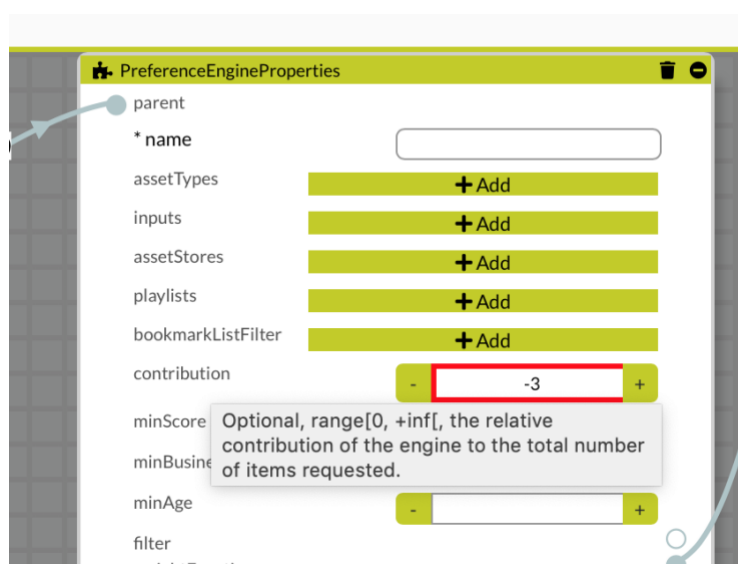 PreferenceEngineProperties
parent
* name
assetTypes + Add
inputs + Add
assetStores + Add
playlists + Add
bookmarkListFilter + Add
contribution - -3 +
minScore
Optional, range[0, +inf[, the relative
contribution of the engine to the total number
of items requested.
minBusine
minAge - +
filter